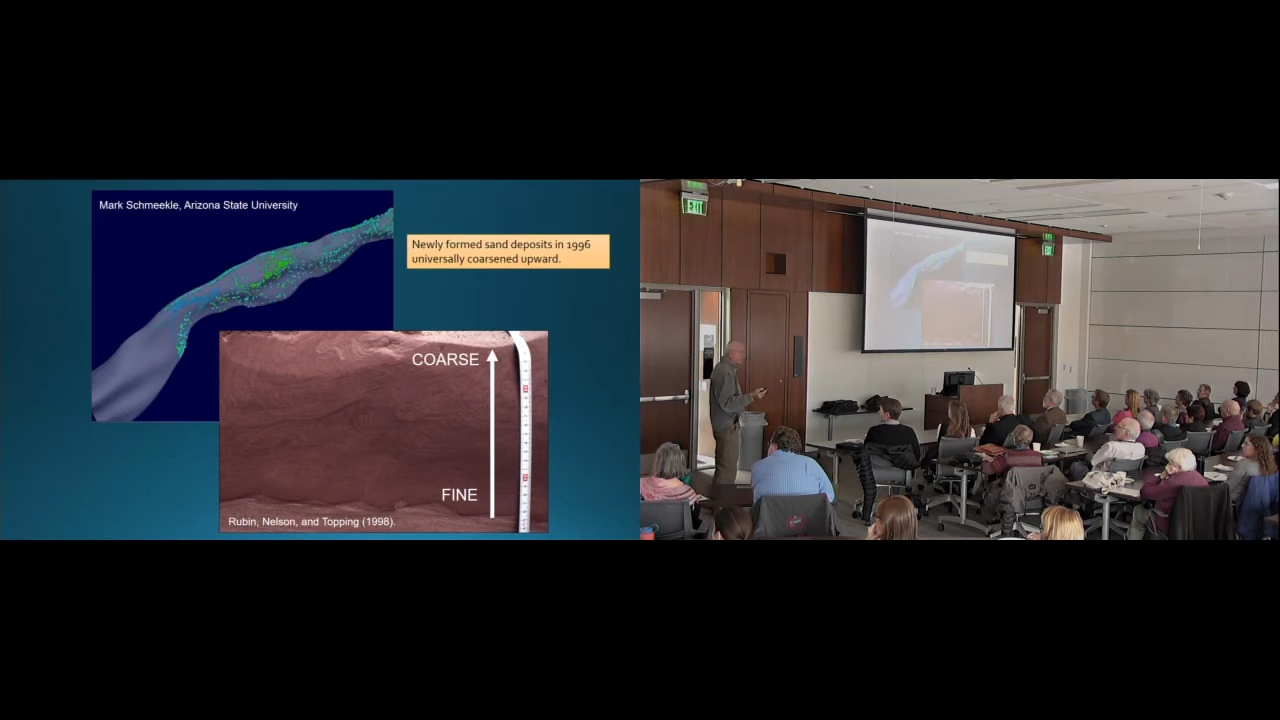 Mark Schmeekle, Arizona State University
Newly formed sand deposits in 1996
universally coarsened upward.
COARSE
FINE
Rubin, Nelson, and Topping (1998).
EXIT
EXIT